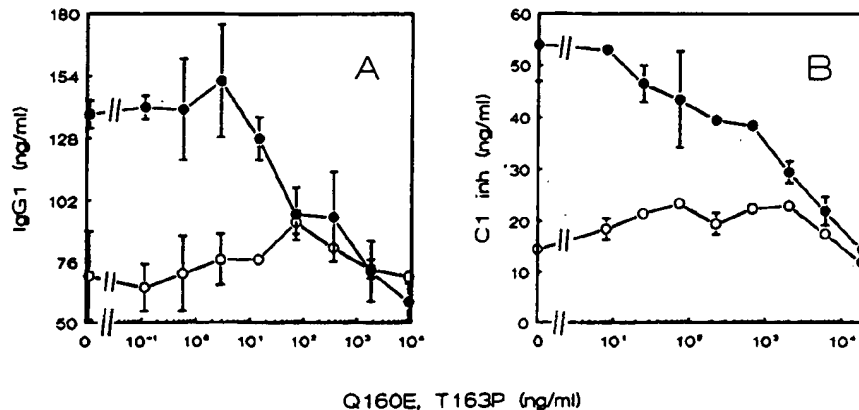 A
180
154
128
102
76
50
IgG1 (ng/ml)
0 10⁻¹ 10⁰ 10¹ 10² 10³ 10⁴
B
60
50
40
30
20
10
0
C1 inh (ng/ml)
0 10¹ 10² 10³ 10⁴
Q160E, T163P (ng/ml)